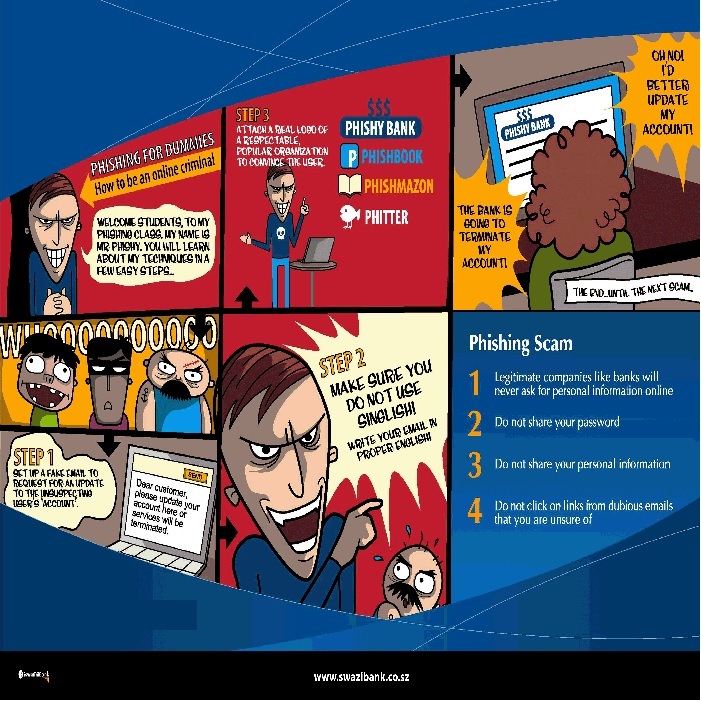 PHISHING FOR DUMMIES
How to be an online criminal
WELCOME STUDENTS, TO MY
PHISHING CLASS. MY NAME IS
MR PHISHY. YOU WILL LEARN
ABOUT MY TECHNIQUES IN A
FEW EASY STEPS...
WHOOOOOOOOOO
STEP 1
SET UP A FAKE EMAIL TO
REQUEST FOR AN UPDATE
TO THE UNSUSPECTING
USER'S 'ACCOUNT'.
SEND
Dear customer,
please update your
account here or
services will be
terminated.
STEP 2
MAKE SURE YOU
DO NOT USE
SINGLISH!
WRITE YOUR EMAIL IN
PROPER ENGLISH!
STEP 3
ATTACH A REAL LOGO OF
A RESPECTABLE,
POPULAR ORGANIZATION
TO CONVINCE THE USER.
$$$
PHISHY BANK
P PHISHBOOK
PHISHMAZON
PHITTER
$$$
PHISHY BANK
OH NO!
I'D
BETTER
UPDATE
MY
ACCOUNT!
THE BANK IS
GOING TO
TERMINATE
MY
ACCOUNT!
THE END...UNTIL THE NEXT SCAM..
Phishing Scam
1 Legitimate companies like banks will
never ask for personal information online
2 Do not share your password
3 Do not share your personal information
4 Do not click on links from dubious emails
that you are unsure of
www.swazibank.co.sz